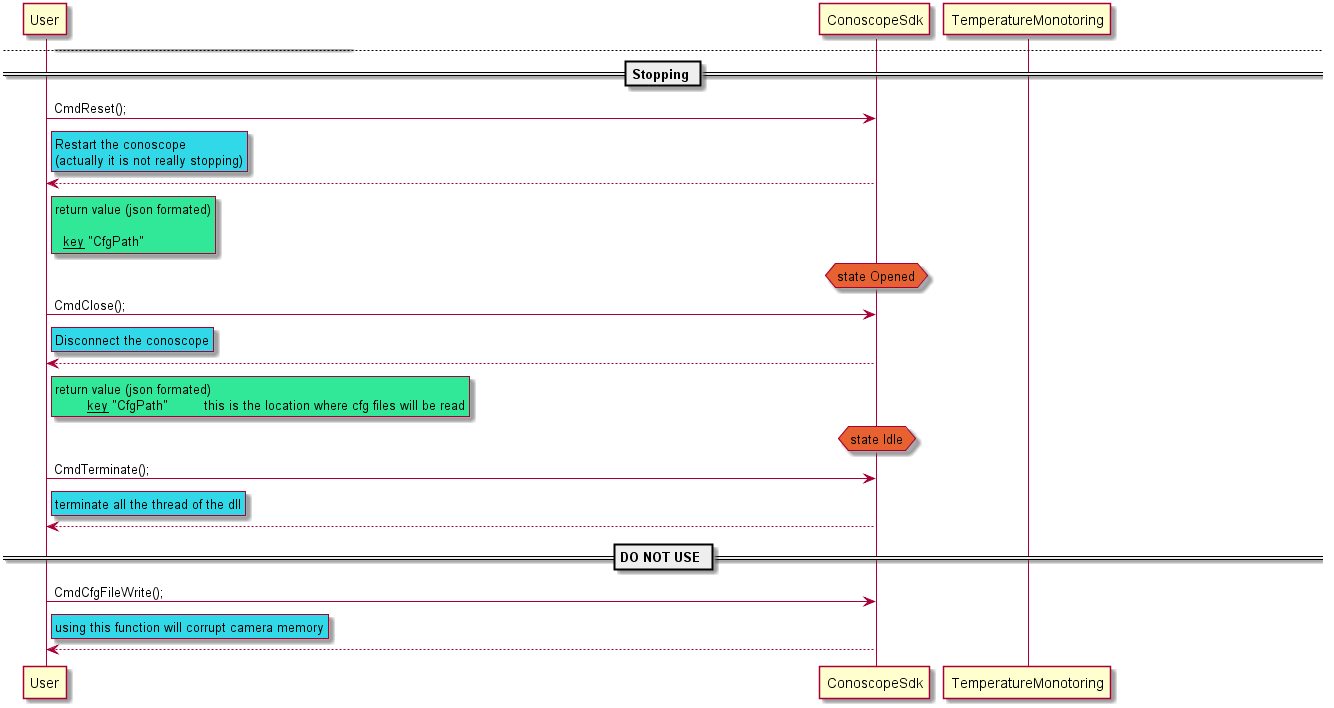 User
ConoscopeSdk
TemperatureMonotoring
Stopping
CmdReset();
Restart the conoscope
(actually it is not really stopping)
return value (json formated)
key "CfgPath"
state Opened
CmdClose();
Disconnect the conoscope
return value (json formated)
key "CfgPath" this is the location where cfg files will be read
state Idle
CmdTerminate();
terminate all the thread of the dll
DO NOT USE
CmdCfgFileWrite();
using this function will corrupt camera memory
User
ConoscopeSdk
TemperatureMonotoring